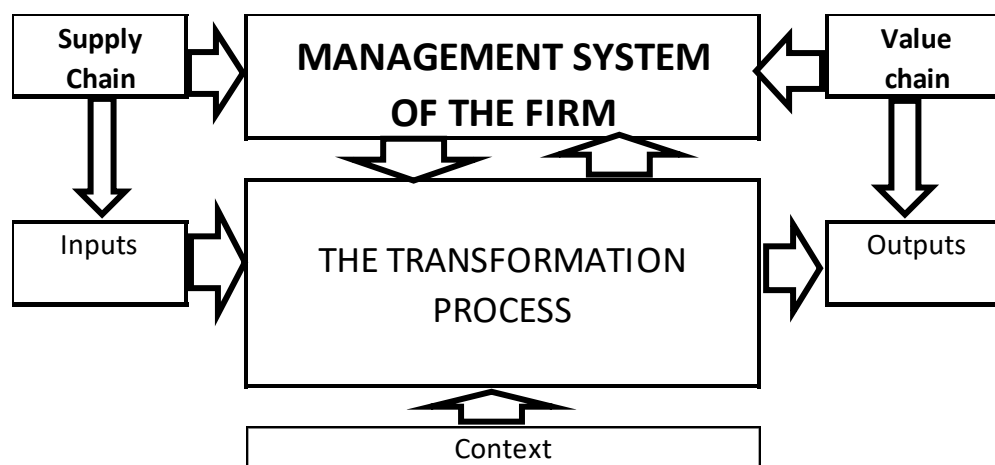 Supply
Chain
MANAGEMENT SYSTEM
OF THE FIRM
Value
chain
Inputs
THE TRANSFORMATION
PROCESS
Outputs
Context